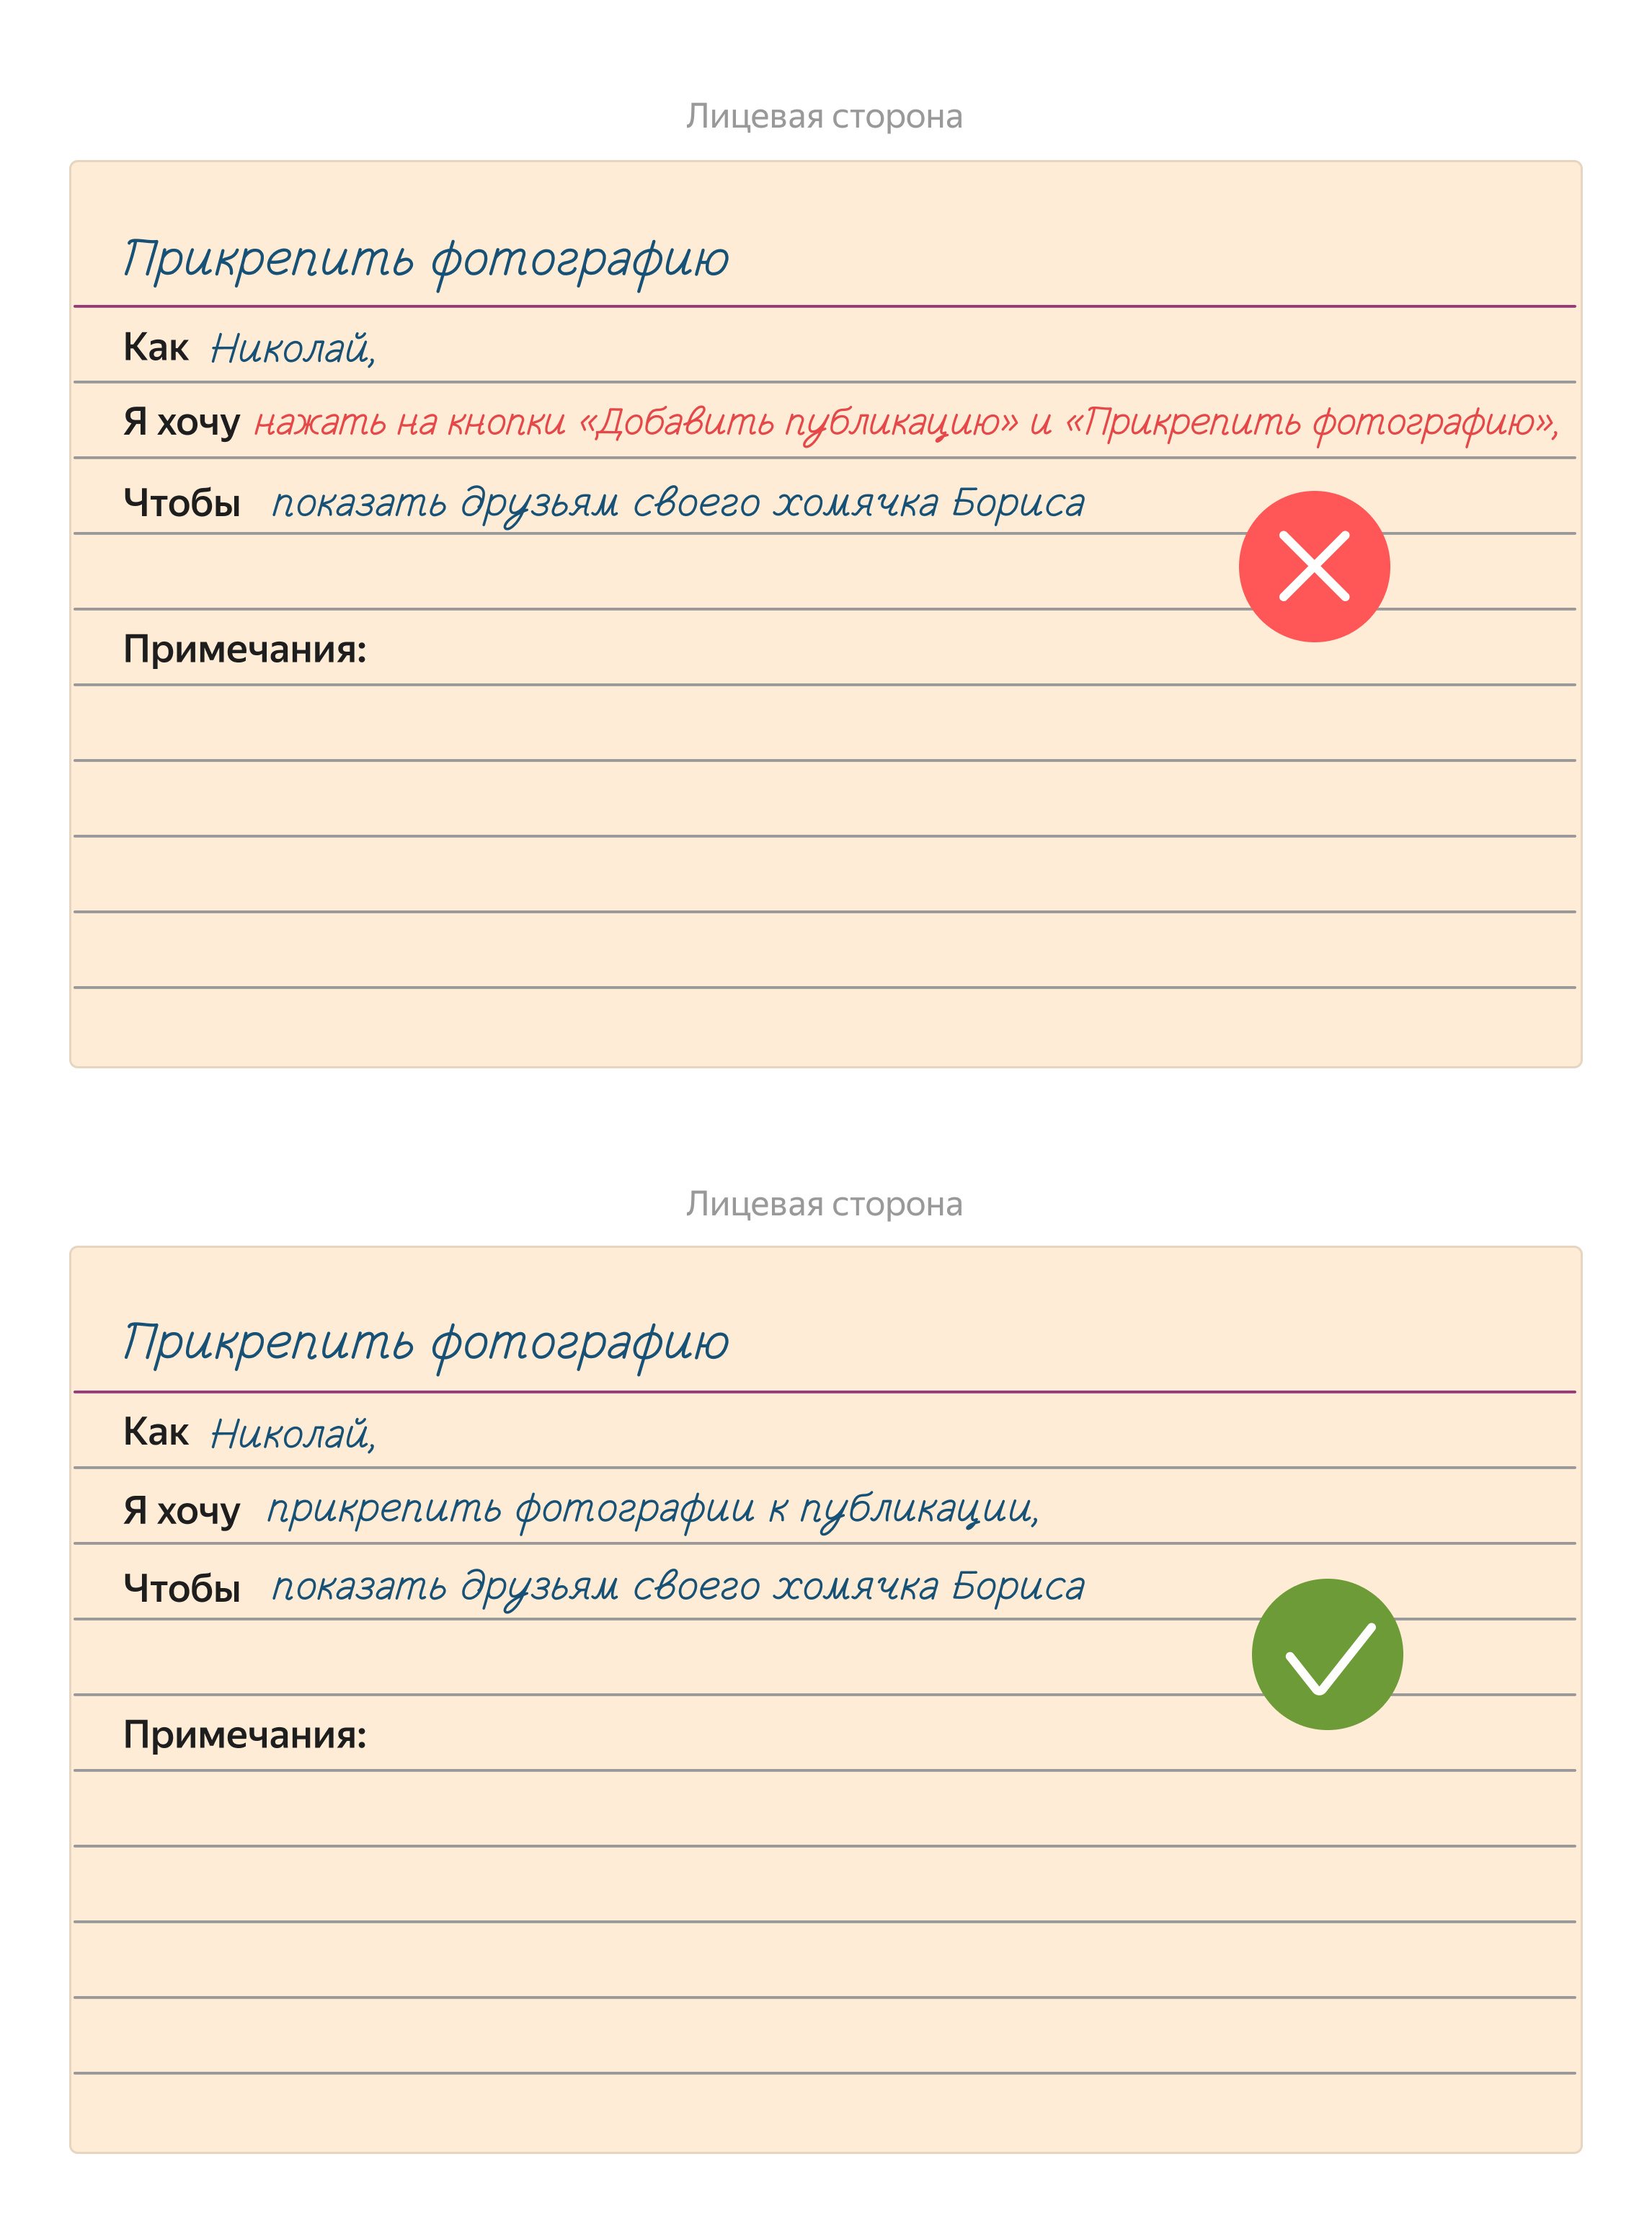 Лицевая сторона
Прикрепить фотографию
Как Николай,
Я хочу нажать на кнопки «Добавить публикацию» и «Прикрепить фотографию»,
Чтобы показать друзьям своего хомячка Бориса
Примечания:
Лицевая сторона
Прикрепить фотографию
Как Николай,
Я хочу прикрепить фотографии к публикации,
Чтобы показать друзьям своего хомячка Бориса
Примечания: